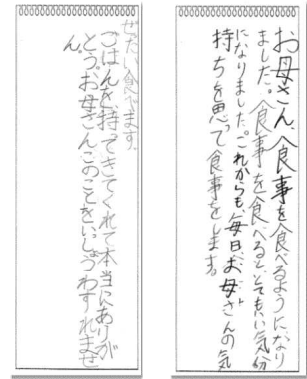 お母さん、食事を食べるようになり
ました。食事を食べるととてもいい気分
になりました。これからも毎日お母さんの気
持ちを思って食事をします。
ぜたい食べます。
ごはんを、持ってきてくれて本当にありが
とう。お母さんこのことをいっしょうわすれませ
ん。